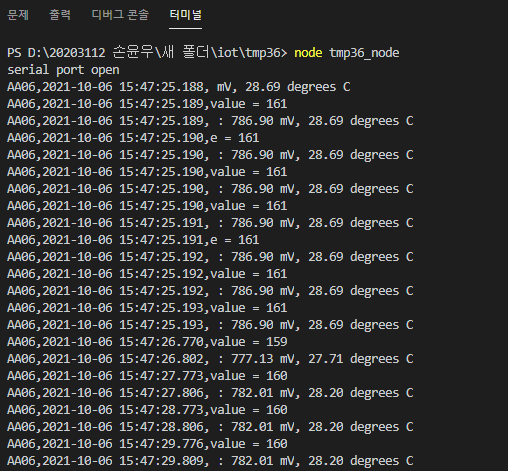 문제 출력 디버그 콘솔 터미널
PS D:\20203112 손윤우\새 폴더\iot\tmp36> node tmp36_node
serial port open
AA06,2021-10-06 15:47:25.188, mV, 28.69 degrees C
AA06,2021-10-06 15:47:25.189,value = 161
AA06,2021-10-06 15:47:25.189, : 786.90 mV, 28.69 degrees C
AA06,2021-10-06 15:47:25.190,e = 161
AA06,2021-10-06 15:47:25.190, : 786.90 mV, 28.69 degrees C
AA06,2021-10-06 15:47:25.190,value = 161
AA06,2021-10-06 15:47:25.190, : 786.90 mV, 28.69 degrees C
AA06,2021-10-06 15:47:25.190,value = 161
AA06,2021-10-06 15:47:25.191, : 786.90 mV, 28.69 degrees C
AA06,2021-10-06 15:47:25.191,e = 161
AA06,2021-10-06 15:47:25.192, : 786.90 mV, 28.69 degrees C
AA06,2021-10-06 15:47:25.192,value = 161
AA06,2021-10-06 15:47:25.192, : 786.90 mV, 28.69 degrees C
AA06,2021-10-06 15:47:25.193,value = 161
AA06,2021-10-06 15:47:25.193, : 786.90 mV, 28.69 degrees C
AA06,2021-10-06 15:47:26.770,value = 159
AA06,2021-10-06 15:47:26.802, : 777.13 mV, 27.71 degrees C
AA06,2021-10-06 15:47:27.773,value = 160
AA06,2021-10-06 15:47:27.806, : 782.01 mV, 28.20 degrees C
AA06,2021-10-06 15:47:28.773,value = 160
AA06,2021-10-06 15:47:28.806, : 782.01 mV, 28.20 degrees C
AA06,2021-10-06 15:47:29.776,value = 160
AA06,2021-10-06 15:47:29.809, : 782.01 mV, 28.20 degrees C